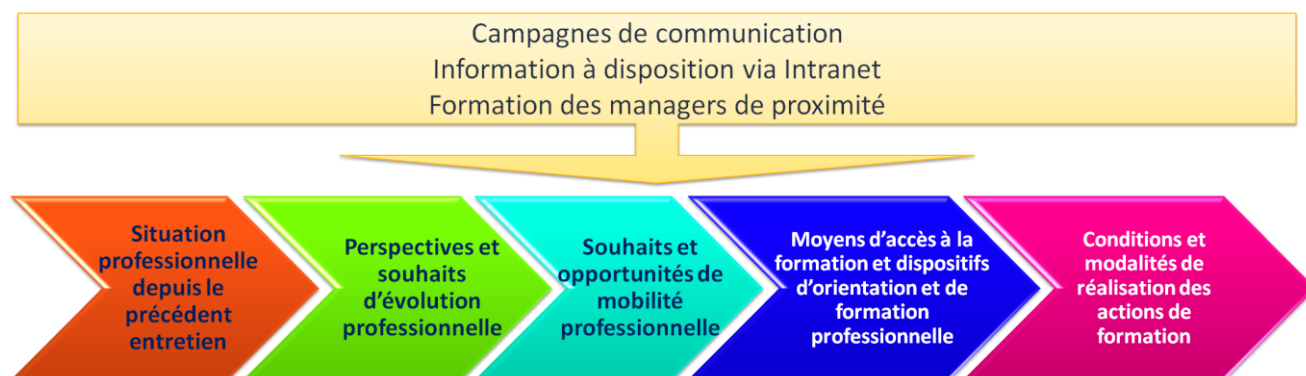 Campagnes de communication
Information à disposition via Intranet
Formation des managers de proximité
Situation
professionnelle
depuis le
précédent
entretien
Perspectives et
souhaits
d'évolution
professionnelle
Souhaits et
opportunités de
mobilité
professionnelle
Moyens d'accès à la
formation et dispositifs
d'orientation et de
formation
professionnelle
Conditions et
modalités de
réalisation des
actions de
formation